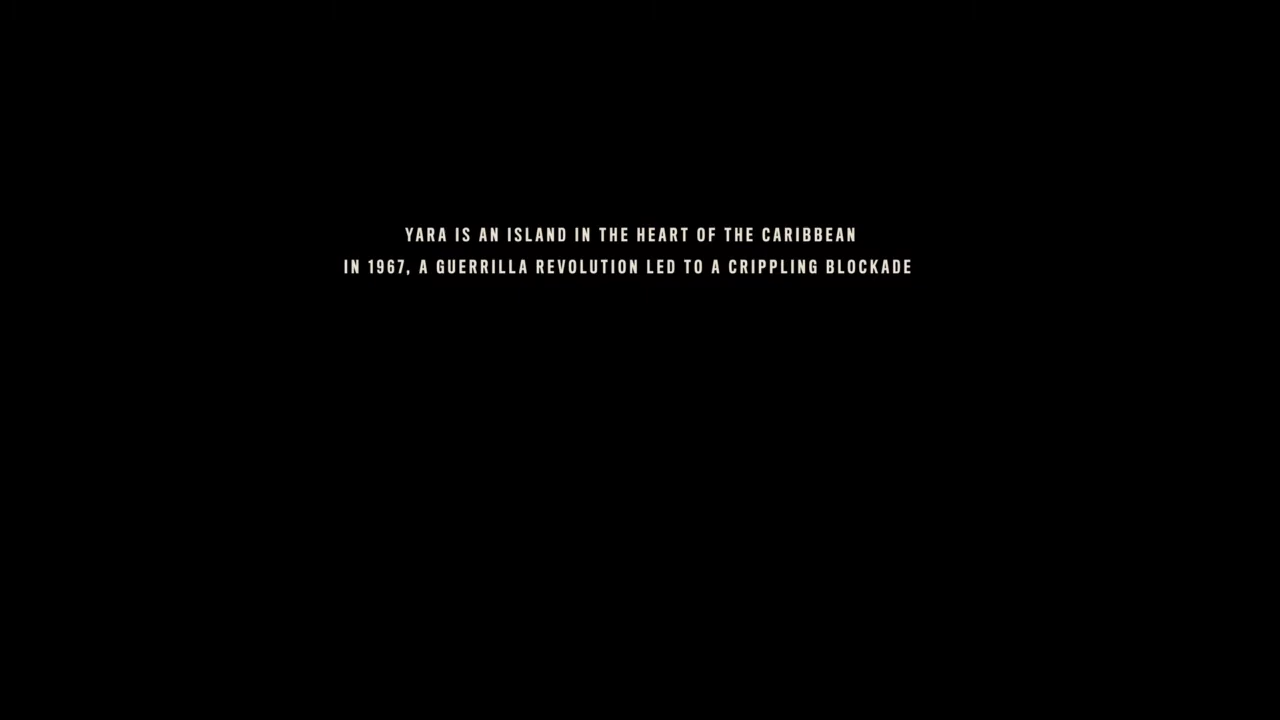 YARA IS AN ISLAND IN THE HEART OF THE CARIBBEAN
IN 1967, A GUERRILLA REVOLUTION LED TO A CRIPPLING BLOCKADE